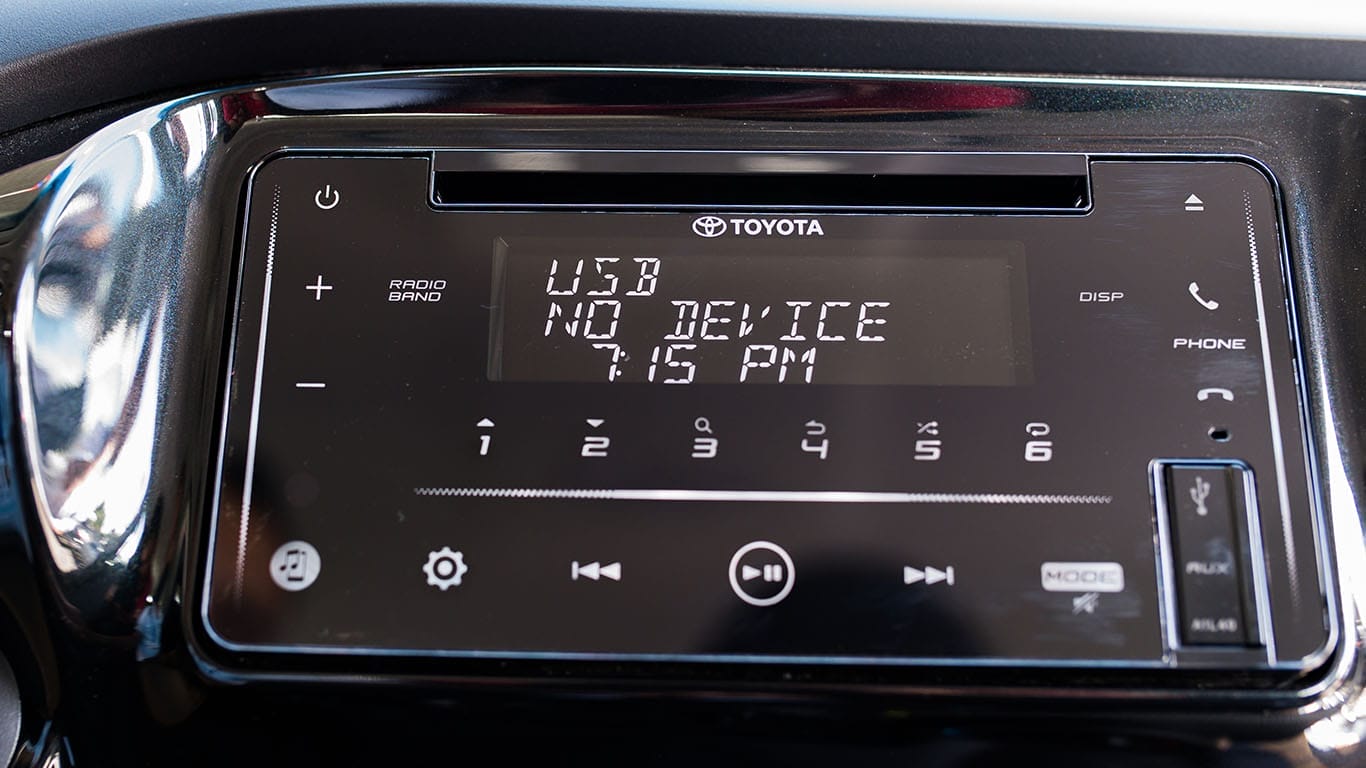 TOYOTA
USB
NO DEVICE
7:15 PM
RADIO
BAND
DISP
PHONE
1 2 3 4 5 6
MODE
AUX
A11L40